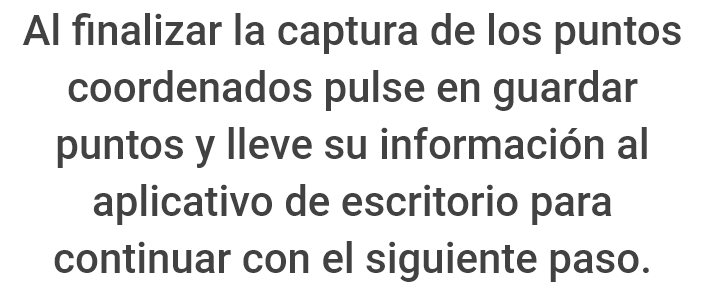 Al finalizar la captura de los puntos
coordenados pulse en guardar
puntos y lleve su información al
aplicativo de escritorio para
continuar con el siguiente paso.